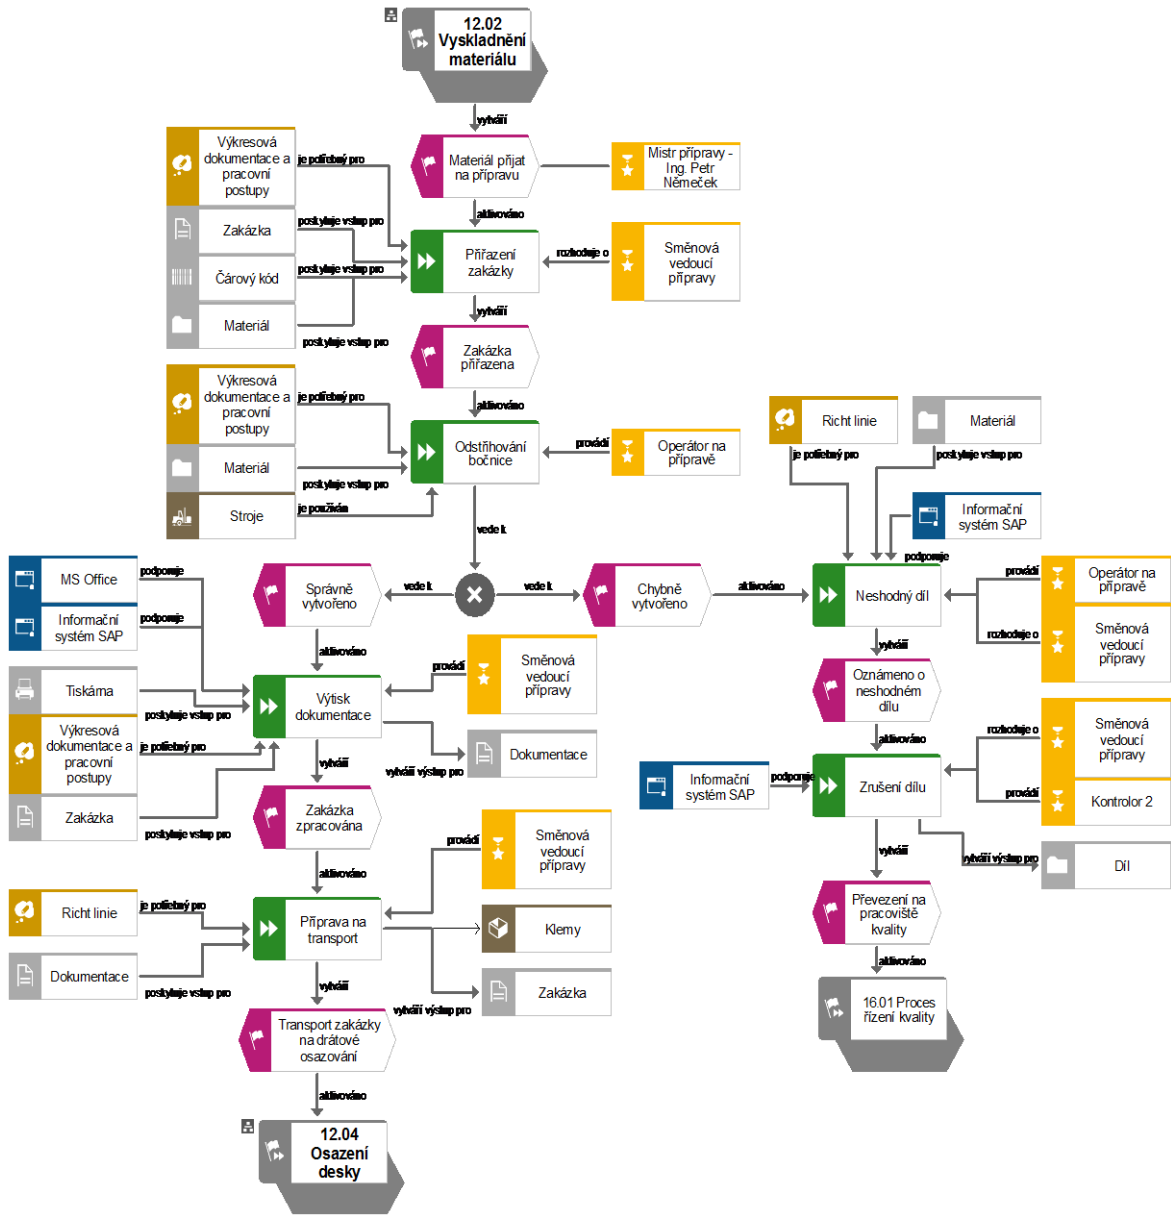 12.02
Vyskladnění
materiálu
vytváří
Výkresová
dokumentace a
pracovní
postupy
je potřebný pro
Materiál přijat
na přípravu
Mistr přípravy -
Ing. Petr
Němeček
aktivováno
Zakázka
poskytuje vstup pro
Čárový kód
poskytuje vstup pro
Materiál
poskytuje vstup pro
Přiřazení
zakázky
rozhoduje o
Směnová
vedoucí
přípravy
vytváří
Zakázka
přiřazena
aktivováno
Výkresová
dokumentace a
pracovní
postupy
je potřebný pro
Materiál
poskytuje vstup pro
Stroje
je používán
Odstřihování
bočnice
provádí
Operátor na
přípravě
vede k
Richt linie
je potřebný pro
Materiál
poskytuje vstup pro
Informační
systém SAP
podporuje
MS Office
podporuje
Informační
systém SAP
podporuje
Správně
vytvořeno
vede k
vede k
Chybně
vytvořeno
aktivováno
Neshodný díl
provádí
Operátor na
přípravě
rozhoduje o
Směnová
vedoucí
přípravy
aktivováno
vytváří
Tiskárna
poskytuje vstup pro
Výkresová
dokumentace a
pracovní
postupy
je potřebný pro
Zakázka
poskytuje vstup pro
Výtisk
dokumentace
provádí
Směnová
vedoucí
přípravy
vytváří výstup pro
Dokumentace
Oznámeno o
neshodném
dílu
aktivováno
vytváří
Informační
systém SAP
podporuje
Zrušení dílu
rozhoduje o
Směnová
vedoucí
přípravy
provádí
Kontrolor 2
Zakázka
zpracována
aktivováno
vytváří
vytváří výstup pro
Díl
provádí
Směnová
vedoucí
přípravy
Richt linie
je potřebný pro
Dokumentace
poskytuje vstup pro
Příprava na
transport
Klemy
vytváří výstup pro
Zakázka
Převezení na
pracoviště
kvality
aktivováno
16.01 Proces
řízení kvality
vytváří
Transport zakázky
na drátové
osazování
aktivováno
12.04
Osazení
desky